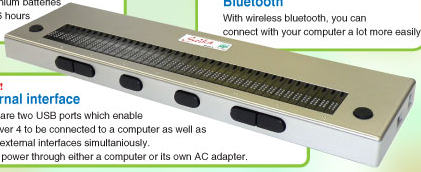 nium batteries
6 hours
Bluetooth
With wireless bluetooth, you can
connect with your computer a lot more easily
rnal interface
are two USB ports which enable
ver 4 to be connected to a computer as well as
external interfaces simultaniously.
power through either a computer or its own AC adapter.